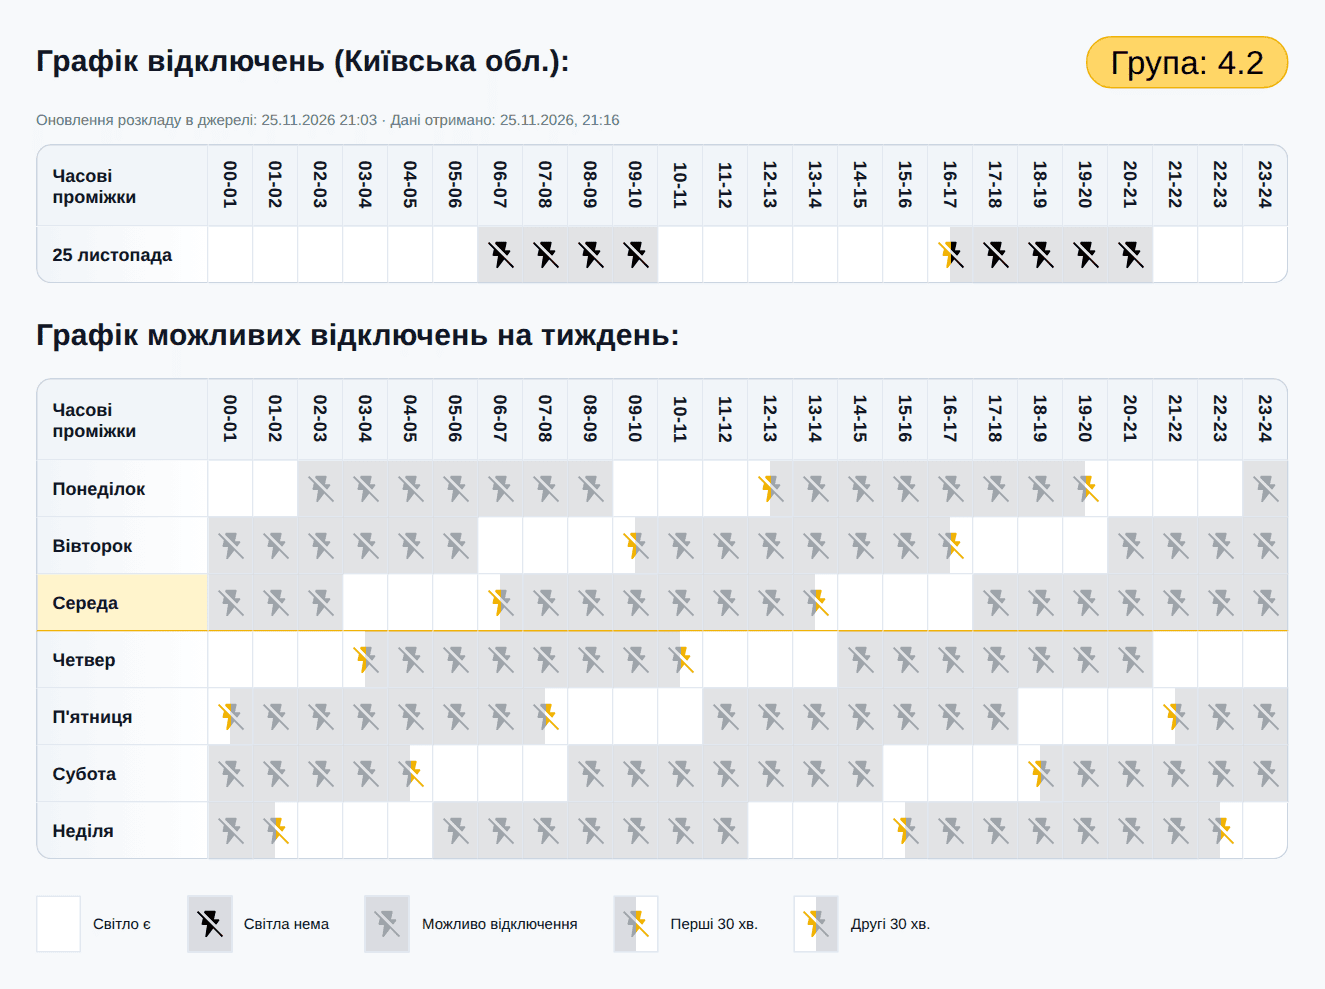 Графік відключень (Київська обл.):
Група: 4.2
Оновлення розкладу в джерелі: 25.11.2026 21:03 · Дані отримано: 25.11.2026, 21:16
Часові проміжки 00-01 01-02 02-03 03-04 04-05 05-06 06-07 07-08 08-09 09-10 10-11 11-12 12-13 13-14 14-15 15-16 16-17 17-18 18-19 19-20 20-21 21-22 22-23 23-24
25 листопада
Графік можливих відключень на тиждень:
Часові проміжки 00-01 01-02 02-03 03-04 04-05 05-06 06-07 07-08 08-09 09-10 10-11 11-12 12-13 13-14 14-15 15-16 16-17 17-18 18-19 19-20 20-21 21-22 22-23 23-24
Понеділок
Вівторок
Середа
Четвер
П'ятниця
Субота
Неділя
Світло є Світла нема Можливо відключення Перші 30 хв. Другі 30 хв.